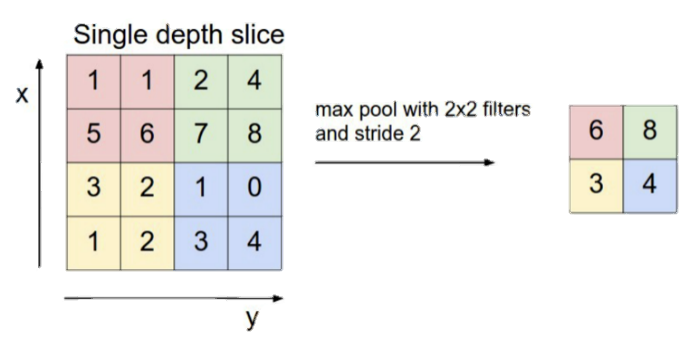 Single depth slice
x
1 1 2 4
5 6 7 8
3 2 1 0
1 2 3 4
y
max pool with 2x2 filters
and stride 2
6 8
3 4